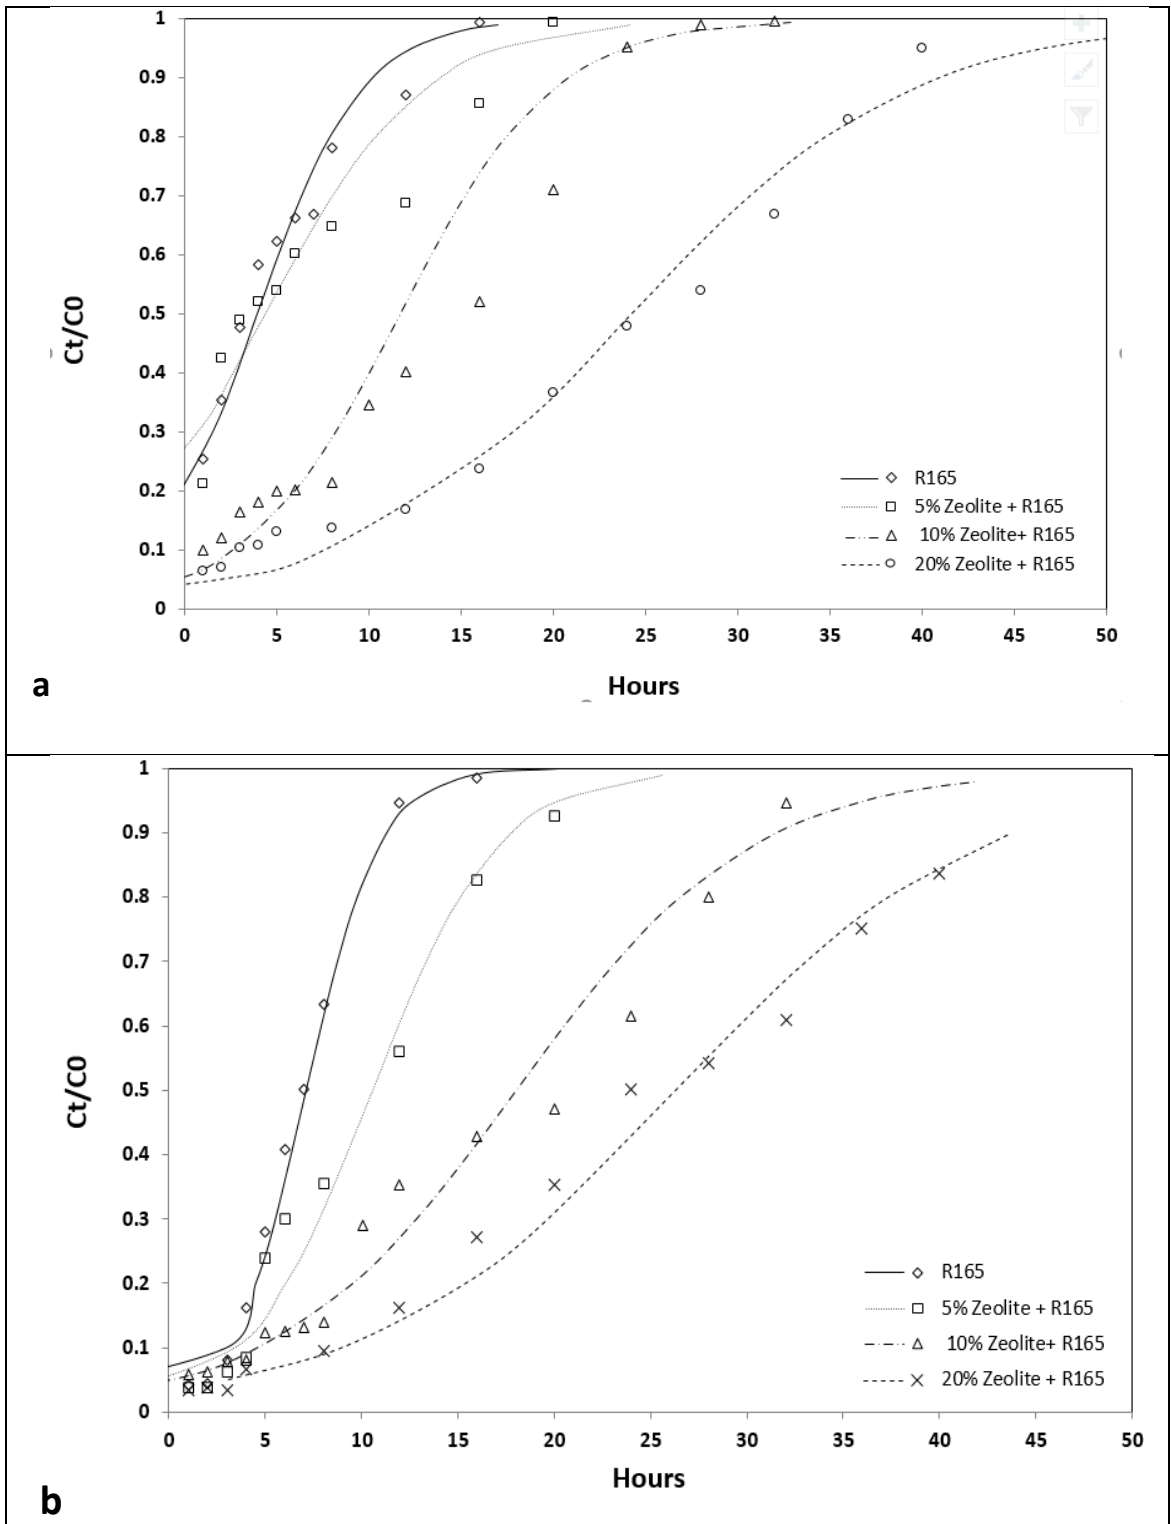 1
0.9
0.8
0.7
0.6
0.5
0.4
0.3
0.2
0.1
0
Ct/C0
R165
5% Zeolite + R165
10% Zeolite+ R165
20% Zeolite + R165
0 5 10 15 20 25 30 35 40 45 50
Hours
a
1
0.9
0.8
0.7
0.6
0.5
0.4
0.3
0.2
0.1
0
Ct/C0
R165
5% Zeolite + R165
10% Zeolite+ R165
20% Zeolite + R165
0 5 10 15 20 25 30 35 40 45 50
Hours
b